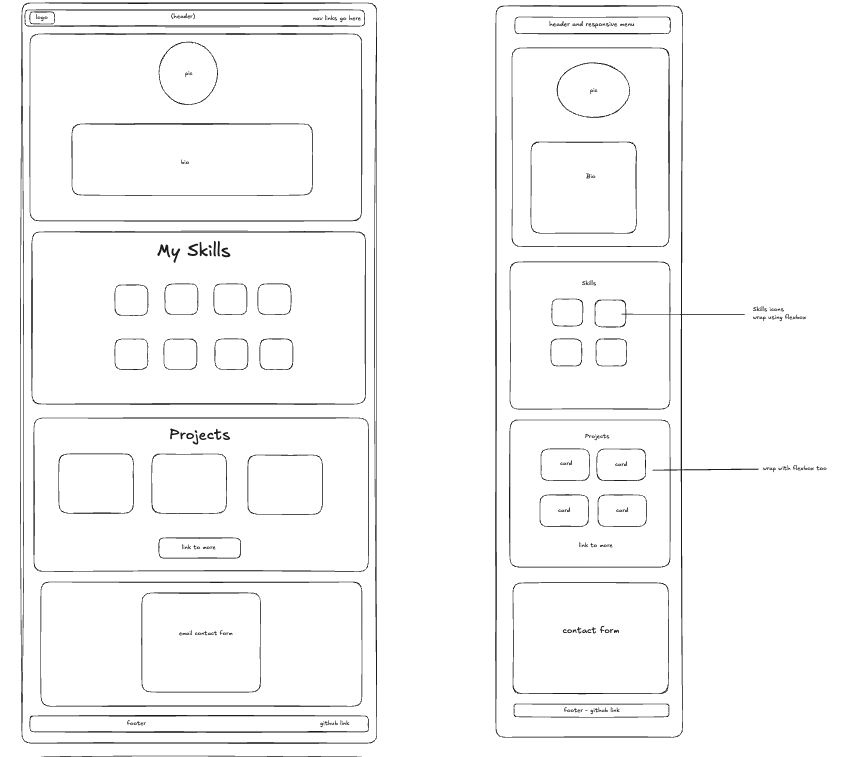 logo
(header)
nav links go here
pic
bio
My Skills
Projects
link to more
email contact form
footer
github link
header and responsive menu
pic
Bio
Skills
Skills icons
wrap using flexbox
Projects
card
card
wrap with flexbox too
card
card
link to more
contact form
footer - github link